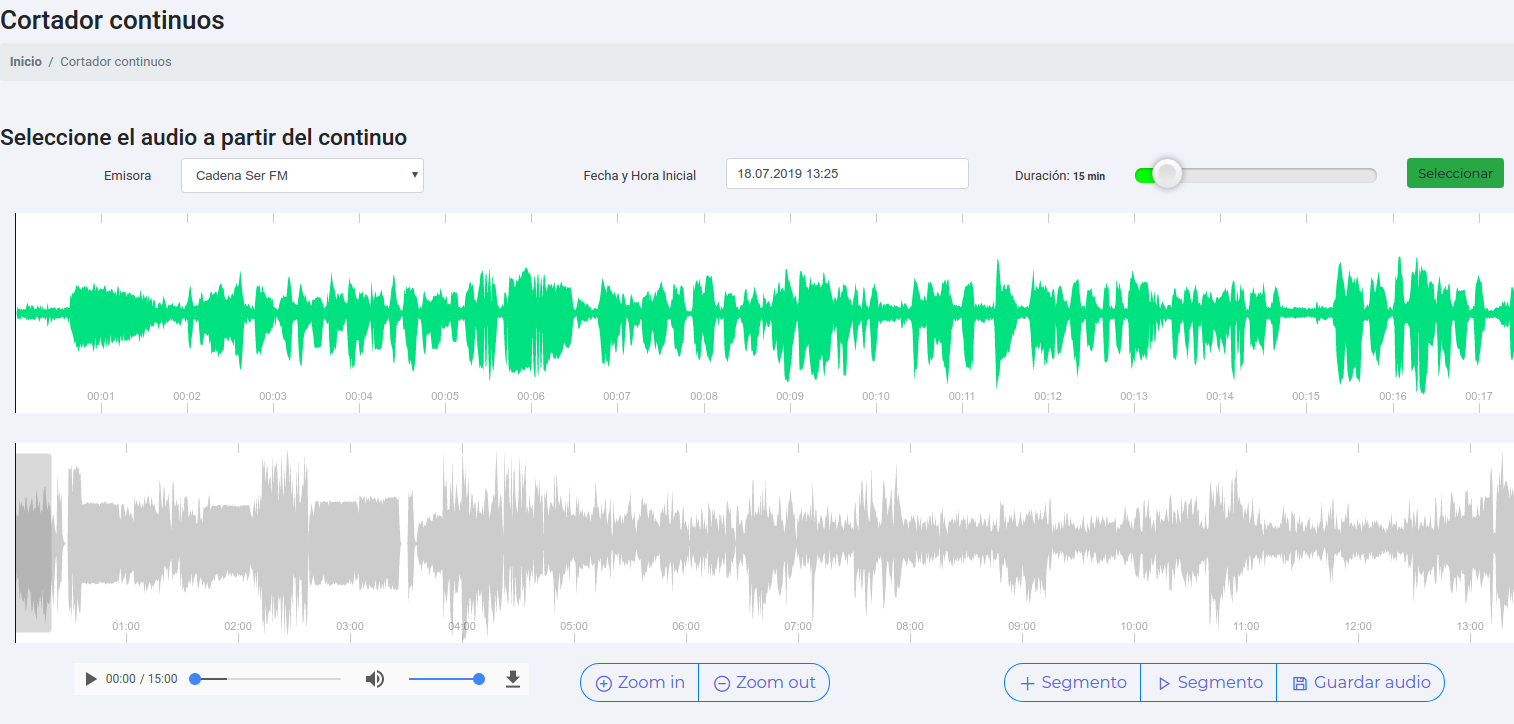 Cortador continuos
Inicio / Cortador continuos
Seleccione el audio a partir del continuo
Emisora Cadena Ser FM Fecha y Hora Inicial 18.07.2019 13:25 Duración: 15 min Seleccionar
00:01 00:02 00:03 00:04 00:05 00:06 00:07 00:08 00:09 00:10 00:11 00:12 00:13 00:14 00:15 00:16 00:17
01:00 02:00 03:00 04:00 05:00 06:00 07:00 08:00 09:00 10:00 11:00 12:00 13:00
00:00 / 15:00 Zoom in Zoom out Segmento Segmento Guardar audio